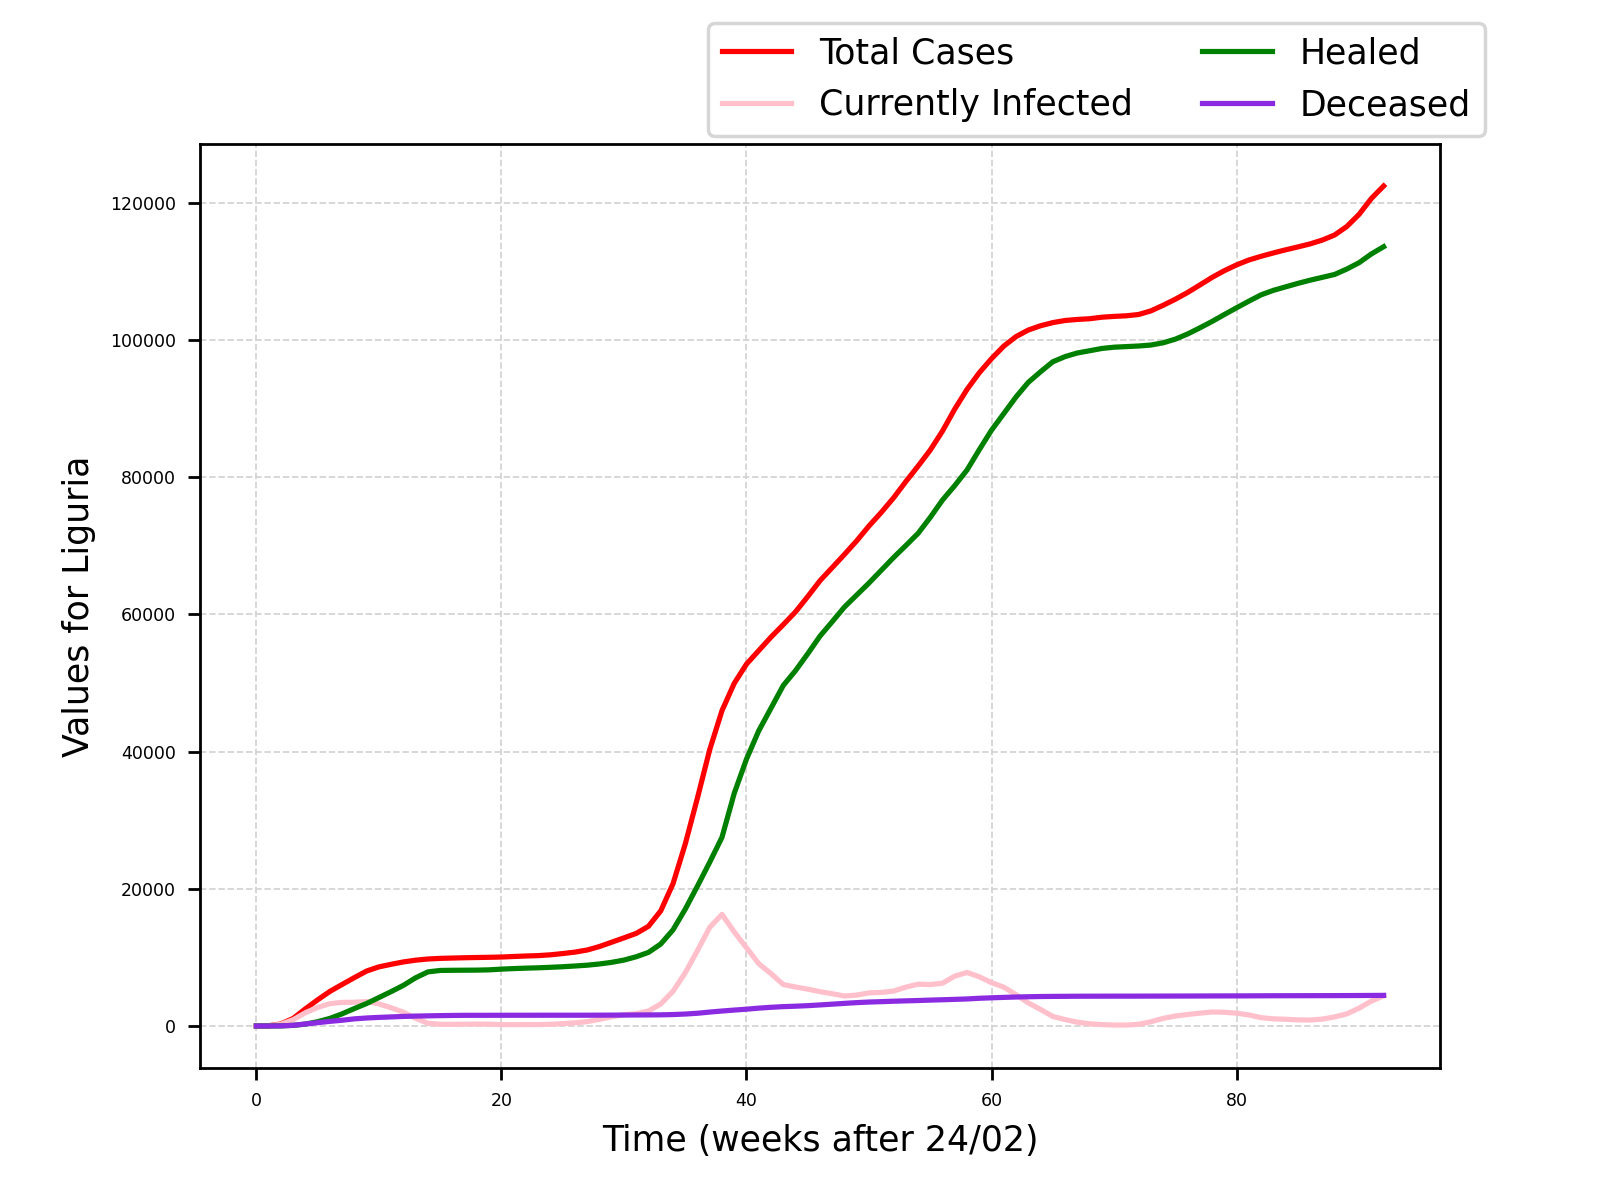 Total Cases
Currently Infected
Healed
Deceased
Values for Liguria
120000
100000
80000
60000
40000
20000
0
0 20 40 60 80
Time (weeks after 24/02)